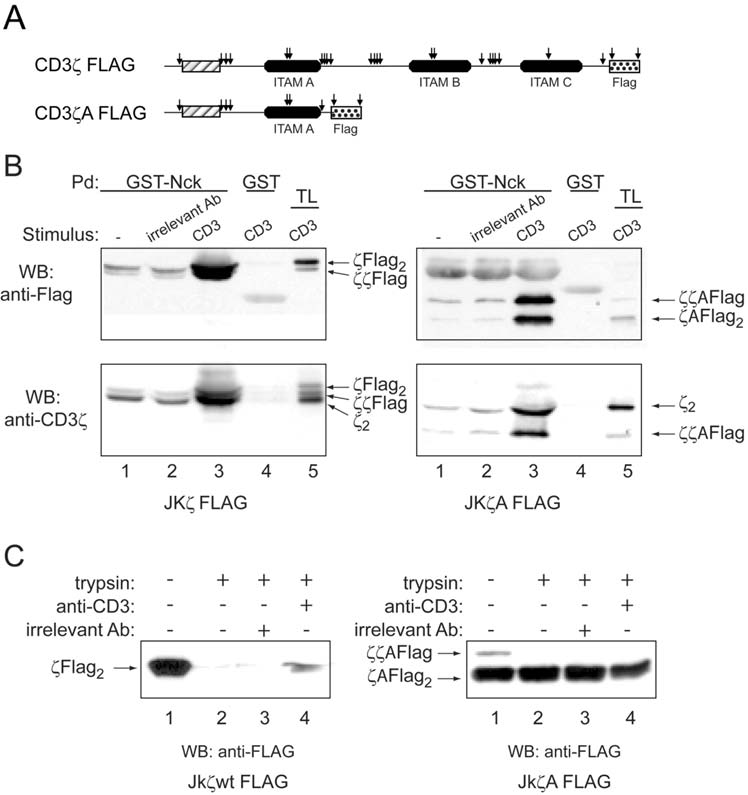 A
CD3ζ FLAG
ITAM A ITAM B ITAM C Flag
CD3ζA FLAG
ITAM A Flag
B
Pd: GST-Nck GST TL
Stimulus: - irrelevant Ab CD3 CD3 CD3
WB: anti-Flag
ζFlag2
ζζFlag
WB: anti-CD3ζ
ζFlag2
ζζFlag
ζ2
1 2 3 4 5
JKζ FLAG
GST-Nck GST TL
- irrelevant Ab CD3 CD3 CD3
ζζAFlag
ζAFlag2
ζ2
ζζAFlag
1 2 3 4 5
JKζA FLAG
C
trypsin: - + + +
anti-CD3: - - - +
irrelevant Ab: - - + -
ζFlag2
1 2 3 4
WB: anti-FLAG
Jkζwt FLAG
trypsin: - + + +
anti-CD3: - - - +
irrelevant Ab: - - + -
ζζAFlag
ζAFlag2
1 2 3 4
WB: anti-FLAG
JkζA FLAG